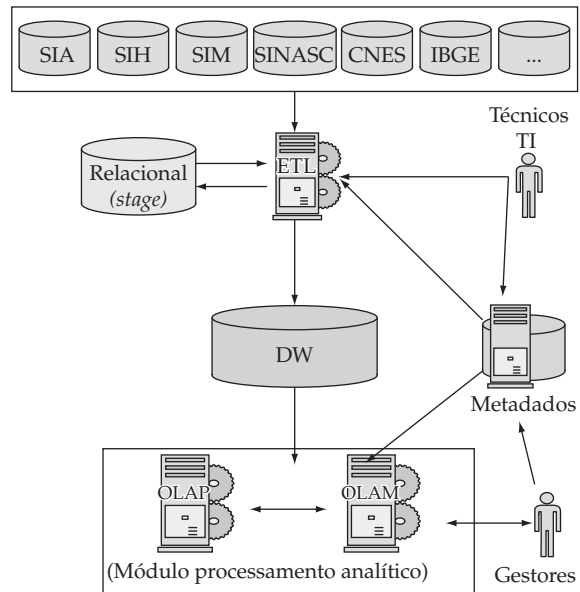 SIA SIH SIM SINASC CNES IBGE ...
Técnicos
TI
ETL
Relacional
(stage)
DW
Metadados
OLAP OLAM
(Módulo processamento analítico)
Gestores